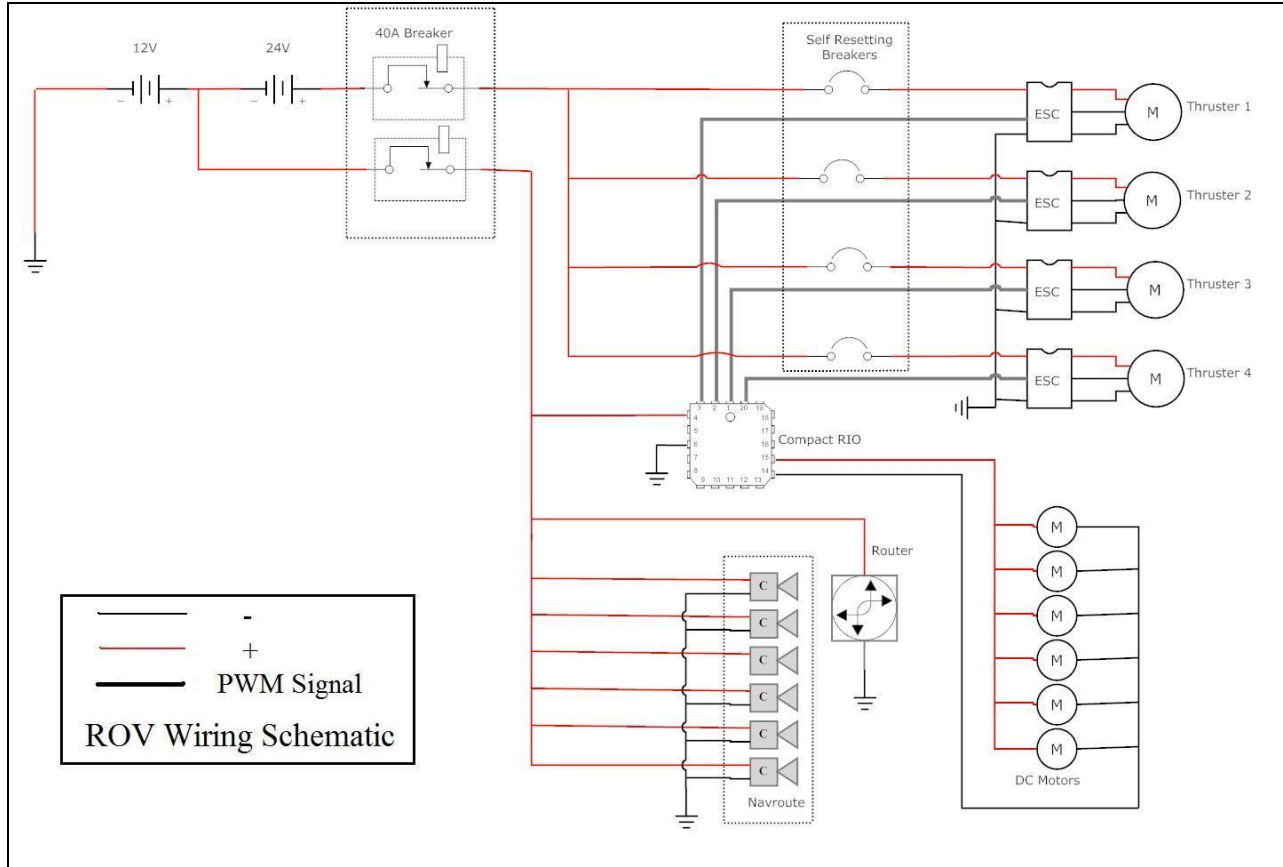 40A Breaker
12V
24V
- +
- +
Self Resetting
Breakers
ESC
M
Thruster 1
ESC
M
Thruster 2
ESC
M
Thruster 3
ESC
M
Thruster 4
3 2 1 20 19
4 18
5 17
6 16
7 15
8 14
9 10 11 12 13
Compact RIO
Router
C
C
C
C
C
C
Navroute
M
M
M
M
M
M
DC Motors
-
+
PWM Signal
ROV Wiring Schematic